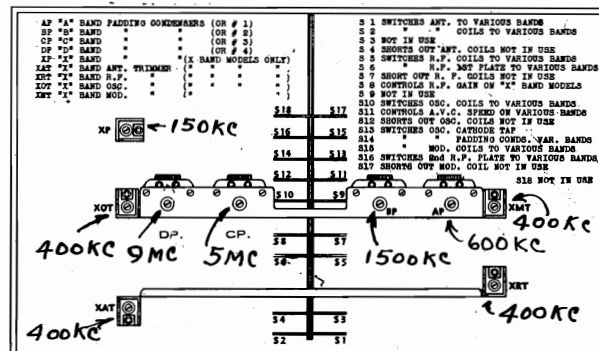 AP "A" BAND PADDING CONDENSERS (OR # 1)
BP "B" BAND " " (OR # 2)
CP "C" BAND " " (OR # 3)
DP "D" BAND " " (OR # 4)
XP "X" BAND " " (X BAND MODELS ONLY)
XAT "X" BAND ANT. TRIMMER ( " " " )
XRT "X" BAND R.F. " ( " " " )
XOT "X" BAND OSC. " ( " " " )
XMT "X" BAND MOD. " ( " " " )
S 1 SWITCHES ANT. TO VARIOUS BANDS
S 2 " " COILS TO VARIOUS BANDS
S 3 NOT IN USE
S 4 SHORTS OUT ANT. COILS NOT IN USE
S 5 SWITCHES R.F. COILS TO VARIOUS BANDS
S 6 " R.F. 1ST PLATE TO VARIOUS BANDS
S 7 SHORT OUT R. F. COILS NOT IN USE
S 8 CONTROLS R.F. GAIN ON "X" BAND MODELS
S 9 NOT IN USE
S10 SWITCHES OSC. COILS TO VARIOUS BANDS
S11 CONTROLS A.V.C. SPEED ON VARIOUS BANDS
S12 SHORTS OUT OSC. COILS NOT IN USE
S13 SWITCHES OSC. CATHODE TAP
S14 " " PADDING CONDS. VAR. BANDS
S15 " MOD. COILS TO VARIOUS BANDS
S16 SWITCHES 2nd R.F. PLATE TO VARIOUS BANDS
S17 SHORTS OUT MOD. COIL NOT IN USE
S18 NOT IN USE
S18 S17
XP 150KC
S16 S15
S14 S13
S12 S11
S10 S9
XOT BP AP XMT
400KC 9MC DP. 5MC CP. 1500KC 600KC 400KC
S8 S7
S6 S5
XRT
XAT
400KC 400KC
S4 S3
S2 S1